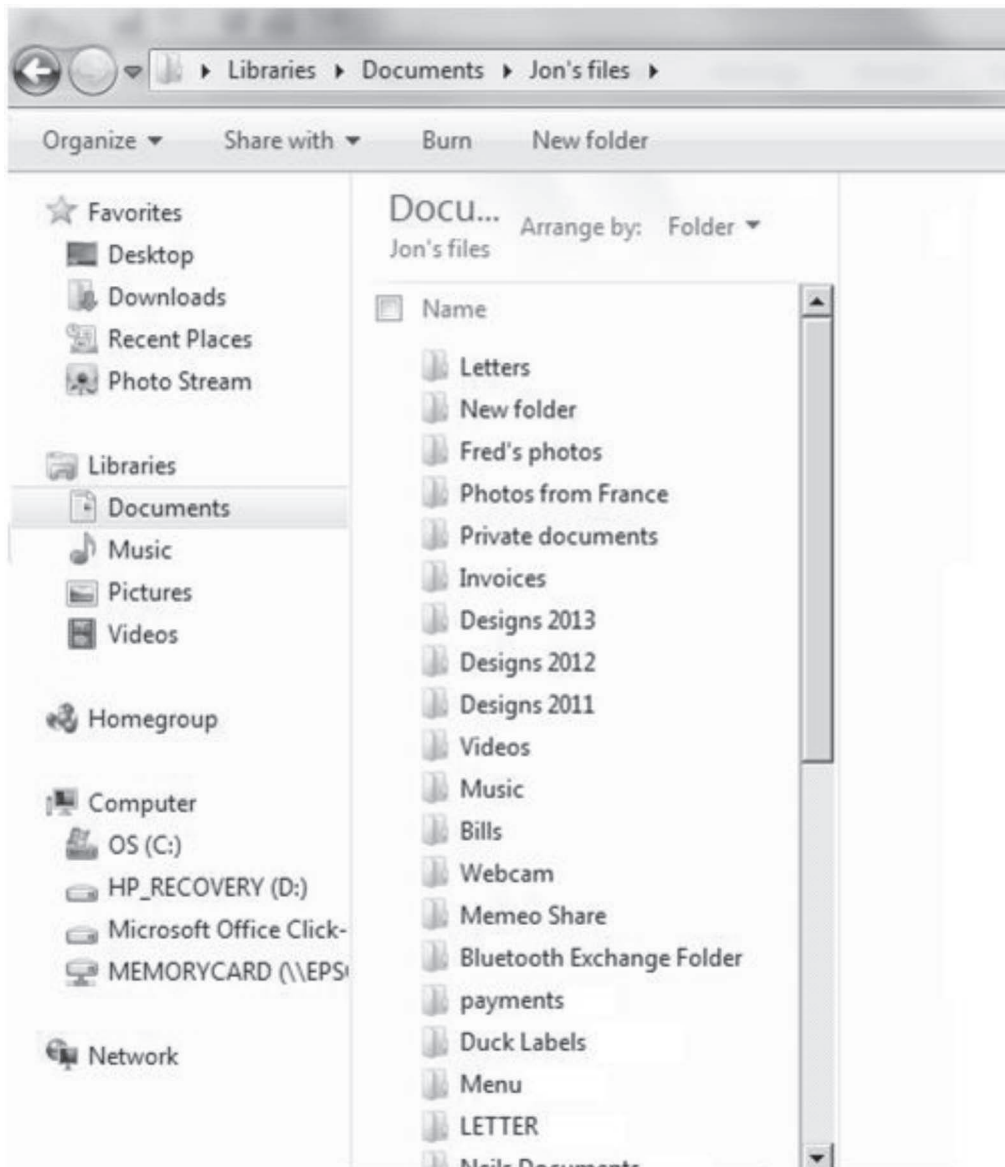 Libraries Documents Jon's files
Organize Share with Burn New folder
Favorites
Desktop
Downloads
Recent Places
Photo Stream
Libraries
Documents
Music
Pictures
Videos
Homegroup
Computer
OS (C:)
HP_RECOVERY (D:)
Microsoft Office Click-
MEMORYCARD (\\EPS
Network
Docu... Arrange by: Folder
Jon's files
Name
Letters
New folder
Fred's photos
Photos from France
Private documents
Invoices
Designs 2013
Designs 2012
Designs 2011
Videos
Music
Bills
Webcam
Memeo Share
Bluetooth Exchange Folder
payments
Duck Labels
Menu
LETTER